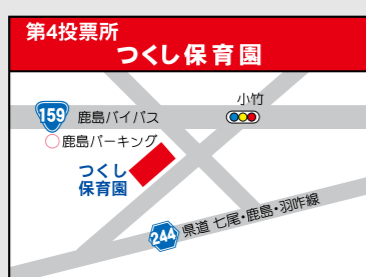 第4投票所
つくし保育園
小竹
159 鹿島バイパス
鹿島パーキング
つくし
保育園
244 県道 七尾・鹿島・羽咋線